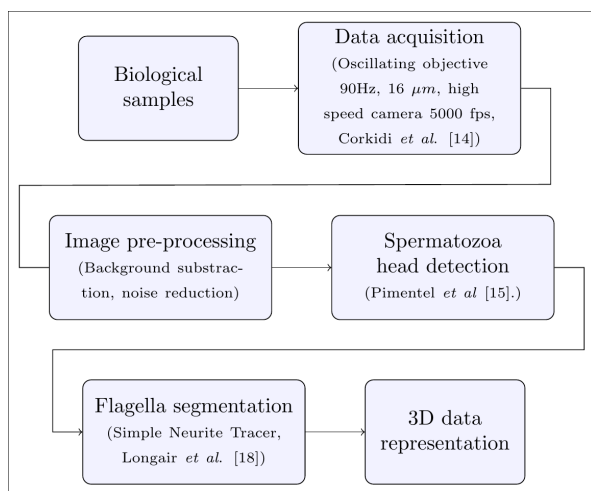 Biological
samples
Data acquisition
(Oscillating objective
90Hz, 16 μm, high
speed camera 5000 fps,
Corkidi et al. [14])
Image pre-processing
(Background substrac-
tion, noise reduction)
Spermatozoa
head detection
(Pimentel et al [15].)
Flagella segmentation
(Simple Neurite Tracer,
Longair et al. [18])
3D data
representation